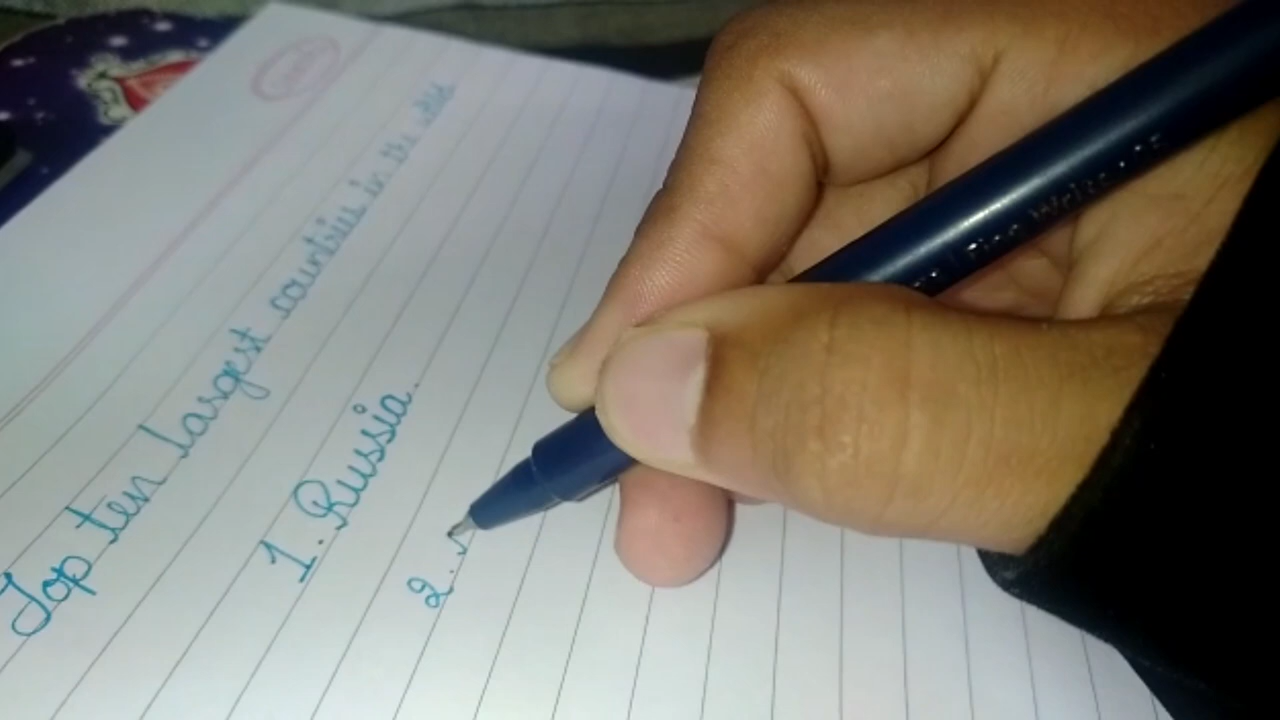 Top ten largest countries in the
1. Russia.
2.